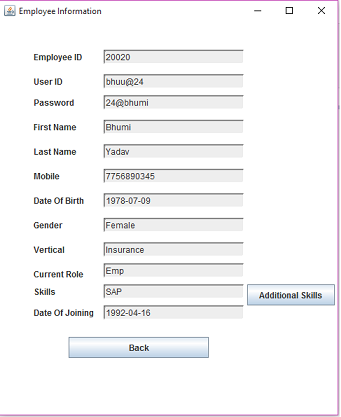 Employee Information
Employee ID 20020
User ID bhuu@24
Password 24@bhumi
First Name Bhumi
Last Name Yadav
Mobile 7756890345
Date Of Birth 1978-07-09
Gender Female
Vertical Insurance
Current Role Emp
Skills SAP Additional Skills
Date Of Joining 1992-04-16
Back